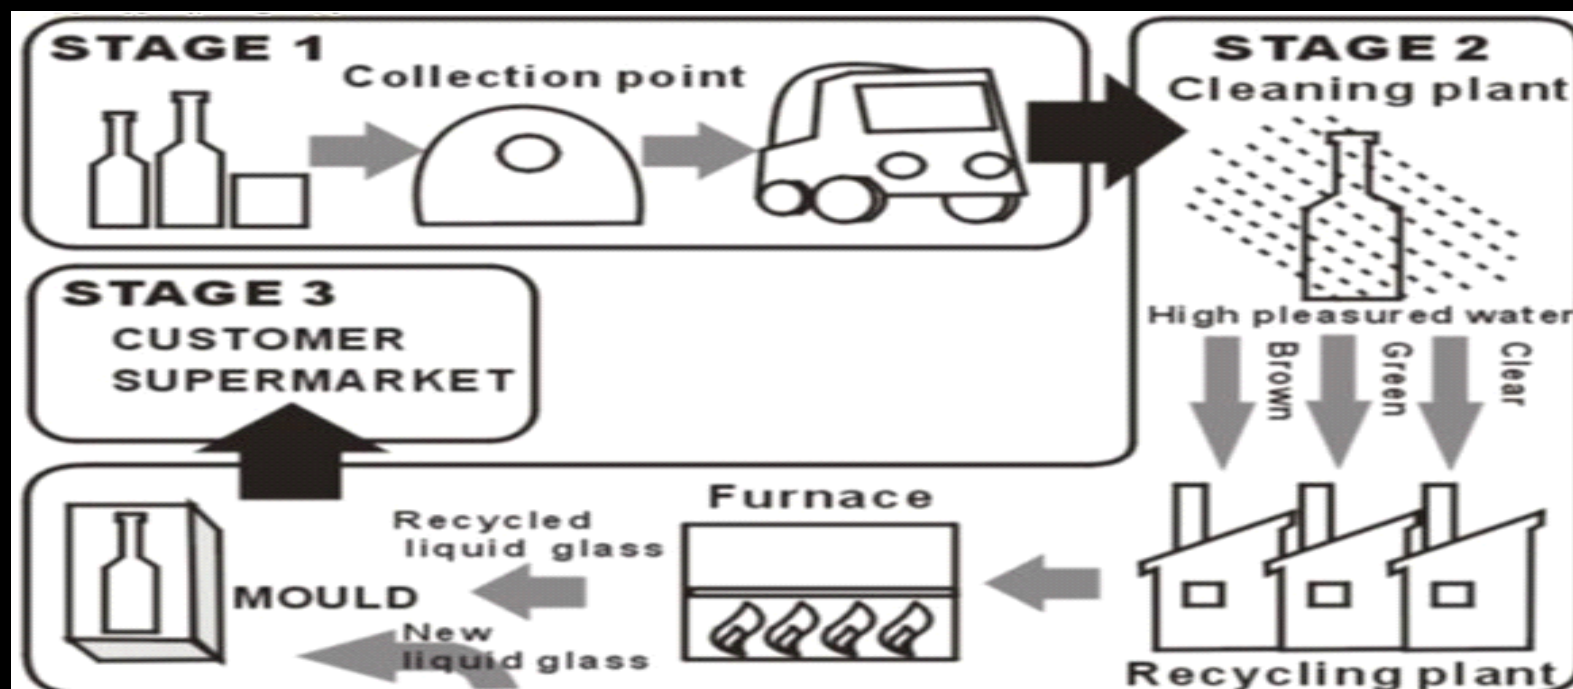 STAGE 1
Collection point
STAGE 2
Cleaning plant
High pleasured water
Brown
Green
Clear
Recycling plant
Furnace
Recycled
liquid glass
MOULD
New
liquid glass
STAGE 3
CUSTOMER
SUPERMARKET